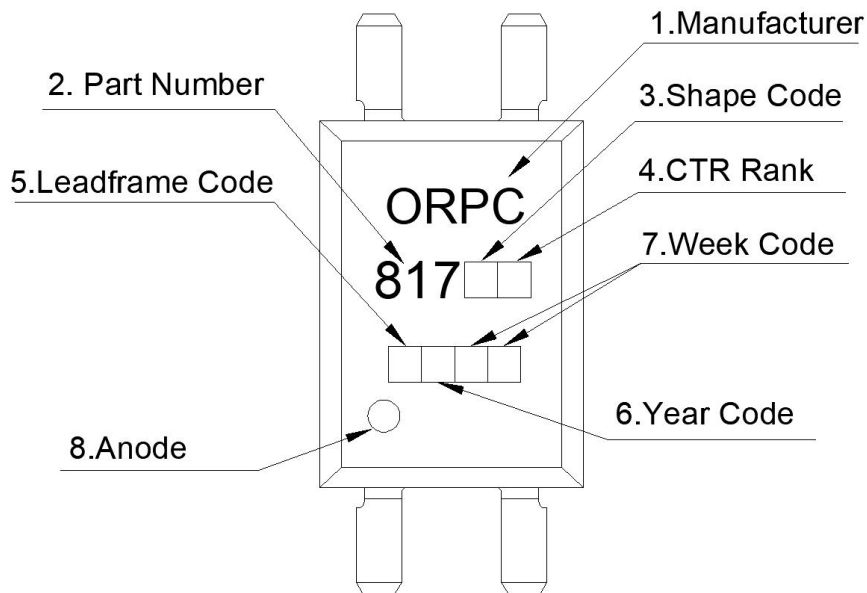 1.Manufacturer
2. Part Number
3.Shape Code
4.CTR Rank
5.Leadframe Code
ORPC
7.Week Code
817
6.Year Code
8.Anode